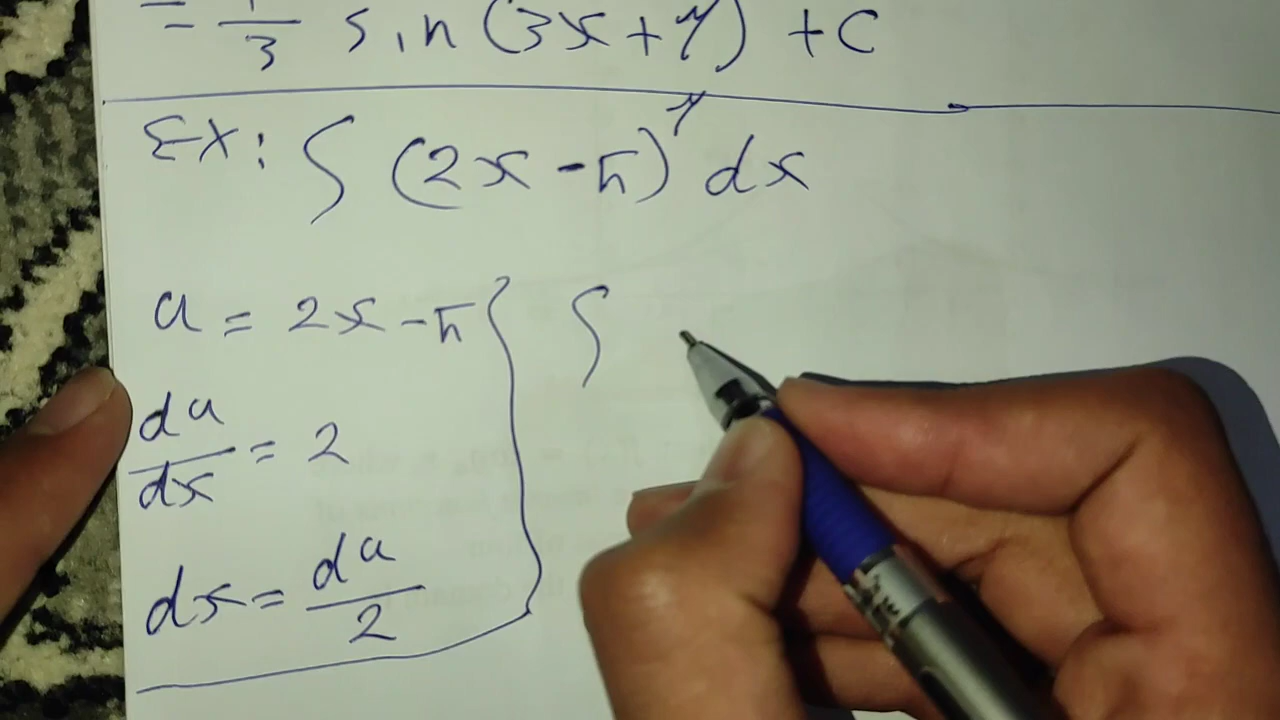 = 1/3 sin (3x+7) + C
Ex: ∫ (2x - π)^7 dx
u = 2x - π
du/dx = 2
dx = du/2
∫